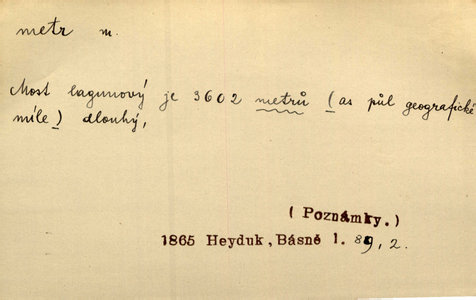 metr m.
Most lagunový je 3602 metrů (as půl geografické
míle) dlouhý,
(Poznámky.)
1865 Heyduk, Básně 1. 89, 2.